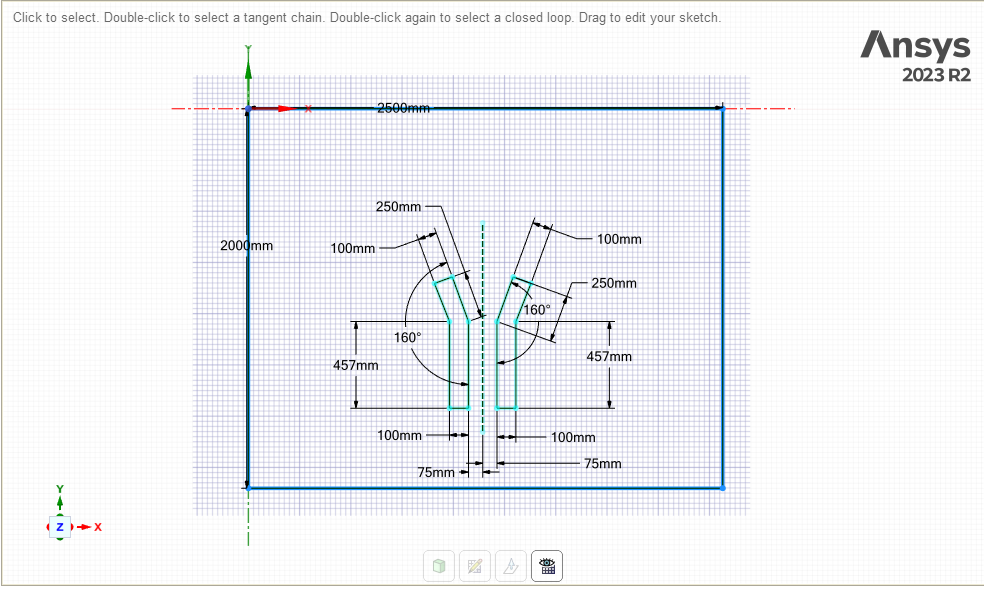 Click to select. Double-click to select a tangent chain. Double-click again to select a closed loop. Drag to edit your sketch.
Ansys
2023 R2
Y
X
2500mm
250mm
100mm
100mm
2000mm
250mm
160°
160°
457mm
457mm
100mm
100mm
75mm
75mm
Y
Z
X